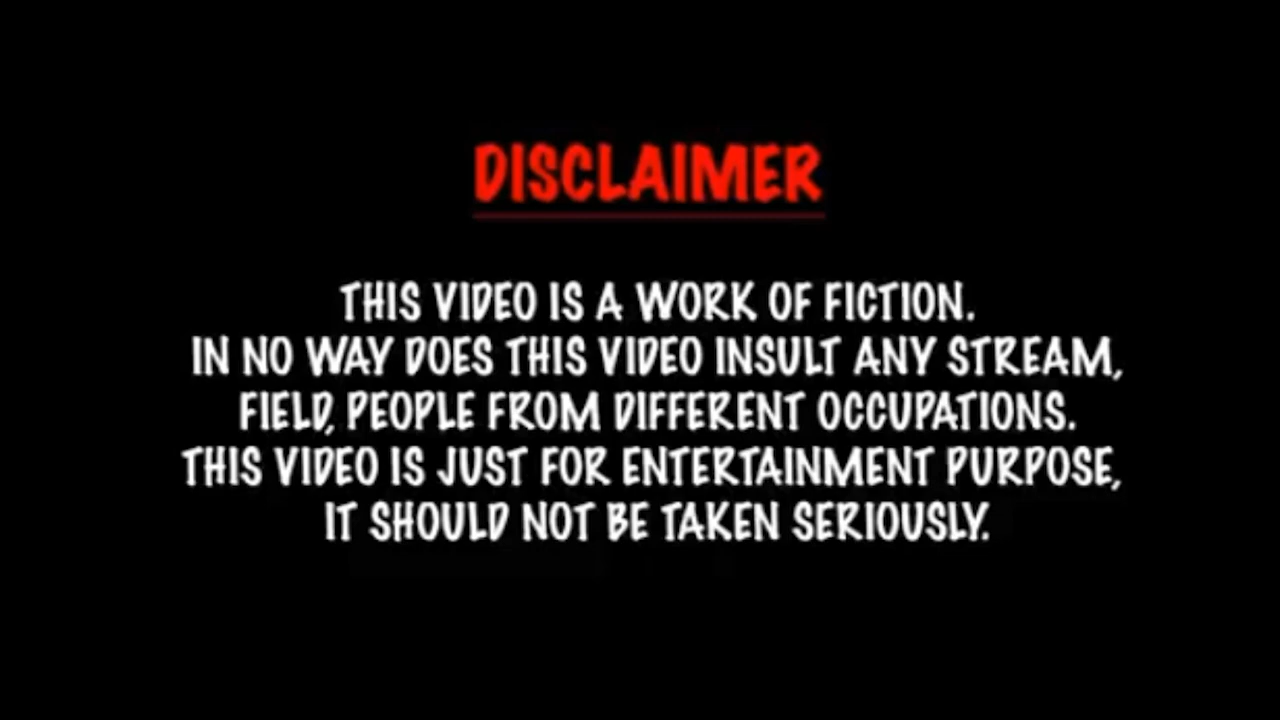 DISCLAIMER
THIS VIDEO IS A WORK OF FICTION.
IN NO WAY DOES THIS VIDEO INSULT ANY STREAM,
FIELD, PEOPLE FROM DIFFERENT OCCUPATIONS.
THIS VIDEO IS JUST FOR ENTERTAINMENT PURPOSE,
IT SHOULD NOT BE TAKEN SERIOUSLY.